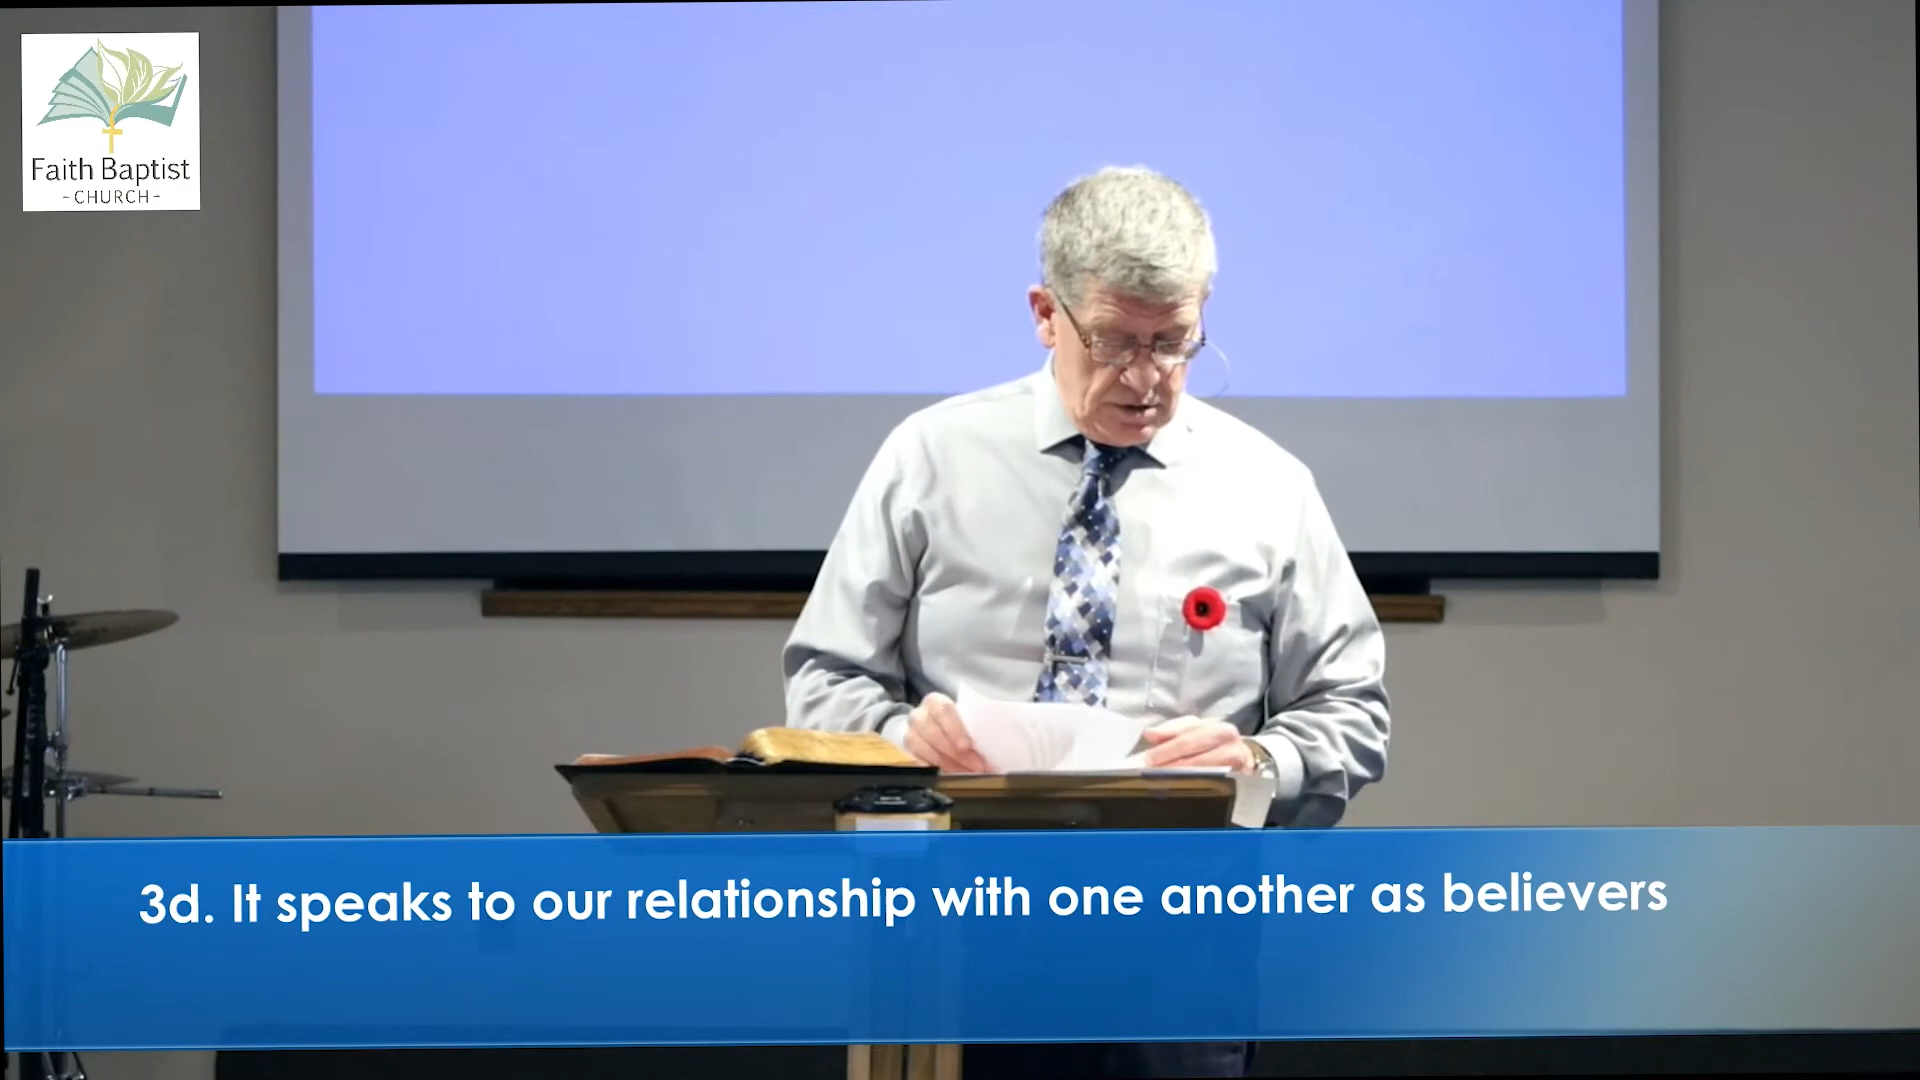 Faith Baptist
-CHURCH-
3d. It speaks to our relationship with one another as believers